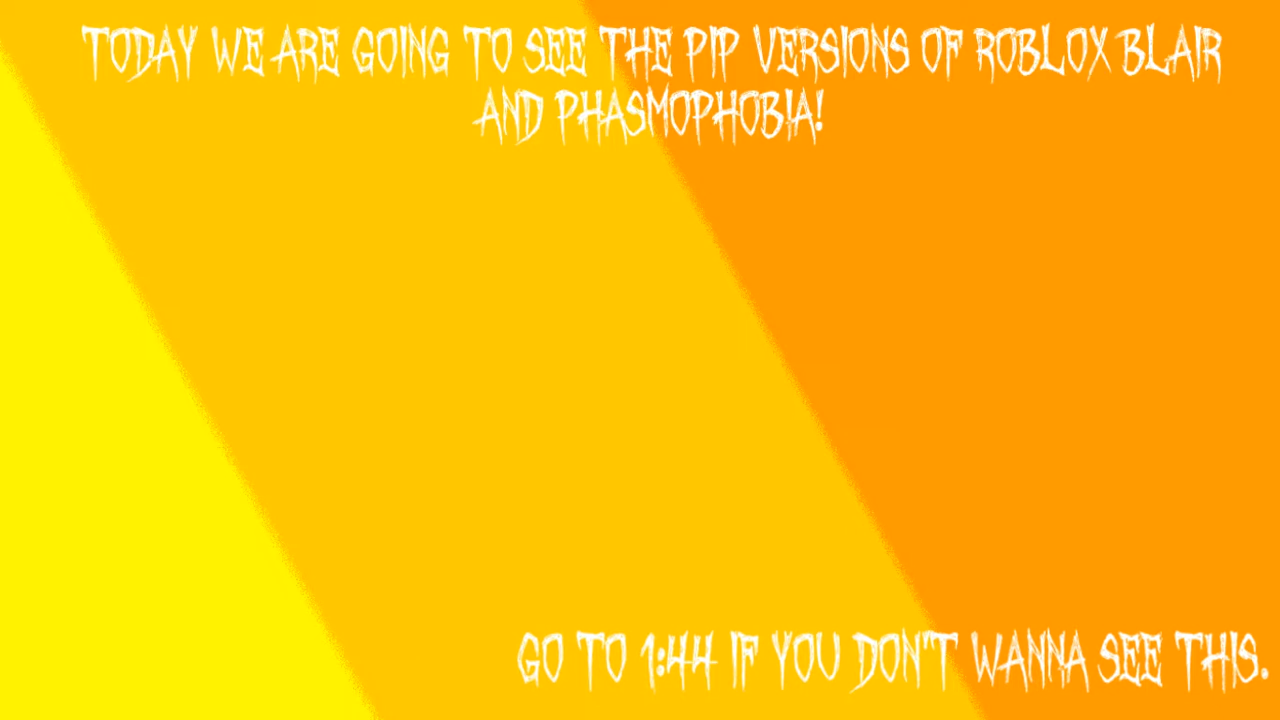 TODAY WE ARE GOING TO SEE THE PIP VERSIONS OF ROBLOX BLAIR
AND PHASMOPHOBIA!
GO TO 1:44 IF YOU DON'T WANNA SEE THIS.